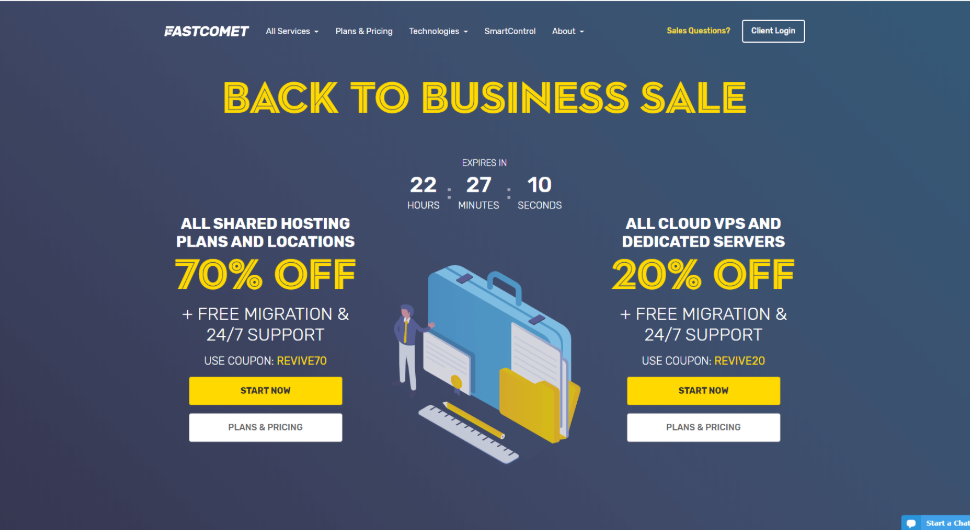 FASTCOMET All Services Plans & Pricing Technologies SmartControl About Sales Questions? Client Login
BACK TO BUSINESS SALE
EXPIRES IN
22 : 27 : 10
HOURS MINUTES SECONDS
ALL SHARED HOSTING
PLANS AND LOCATIONS
70% OFF
+ FREE MIGRATION &
24/7 SUPPORT
USE COUPON: REVIVE70
START NOW
PLANS & PRICING
ALL CLOUD VPS AND
DEDICATED SERVERS
20% OFF
+ FREE MIGRATION &
24/7 SUPPORT
USE COUPON: REVIVE20
START NOW
PLANS & PRICING
Start a Chat